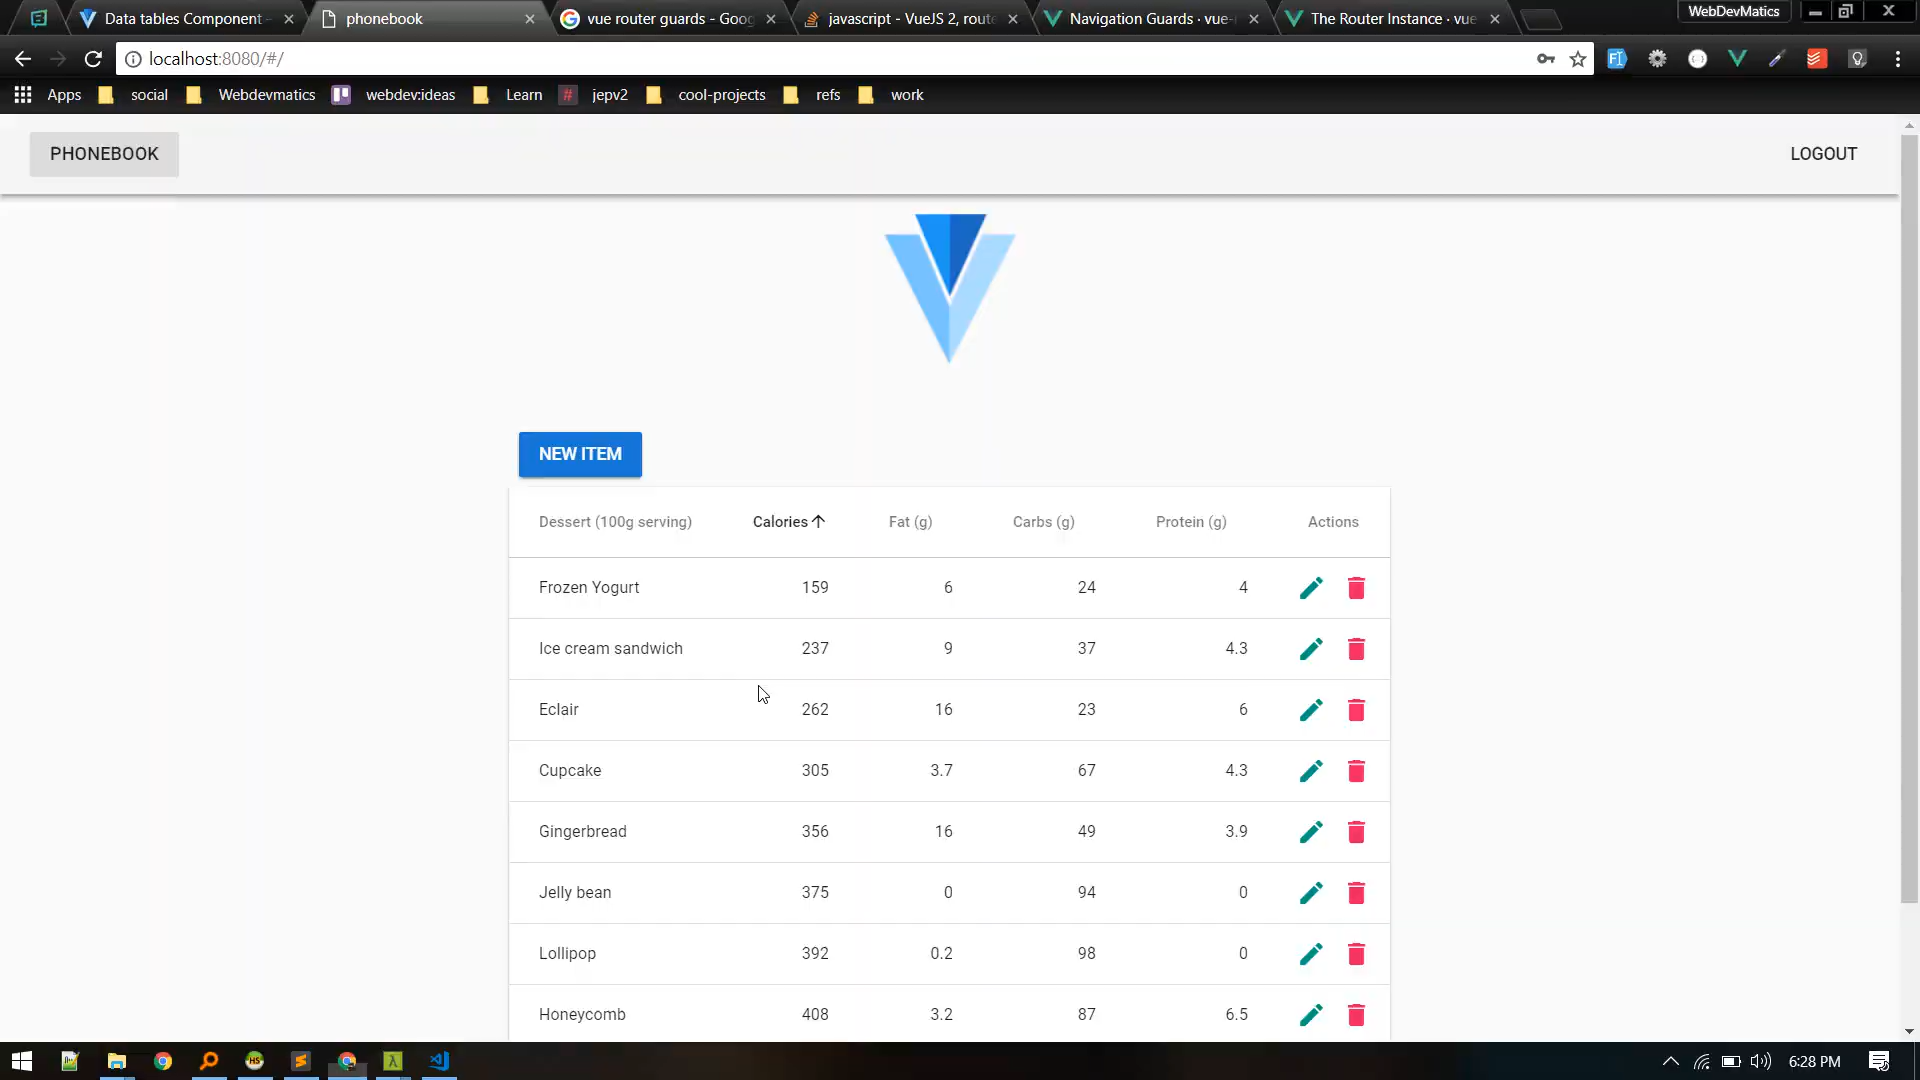 Data tables Component
phonebook
vue router guards - Goo
javascript - VueJS 2, route
Navigation Guards · vue-
The Router Instance · vue
WebDevMatics
localhost:8080/#/
Apps
social
Webdevmatics
webdev:ideas
Learn
# jepv2
cool-projects
refs
work
PHONEBOOK
LOGOUT
NEW ITEM
Dessert (100g serving) Calories Fat (g) Carbs (g) Protein (g) Actions
Frozen Yogurt 159 6 24 4
Ice cream sandwich 237 9 37 4.3
Eclair 262 16 23 6
Cupcake 305 3.7 67 4.3
Gingerbread 356 16 49 3.9
Jelly bean 375 0 94 0
Lollipop 392 0.2 98 0
Honeycomb 408 3.2 87 6.5
6:28 PM